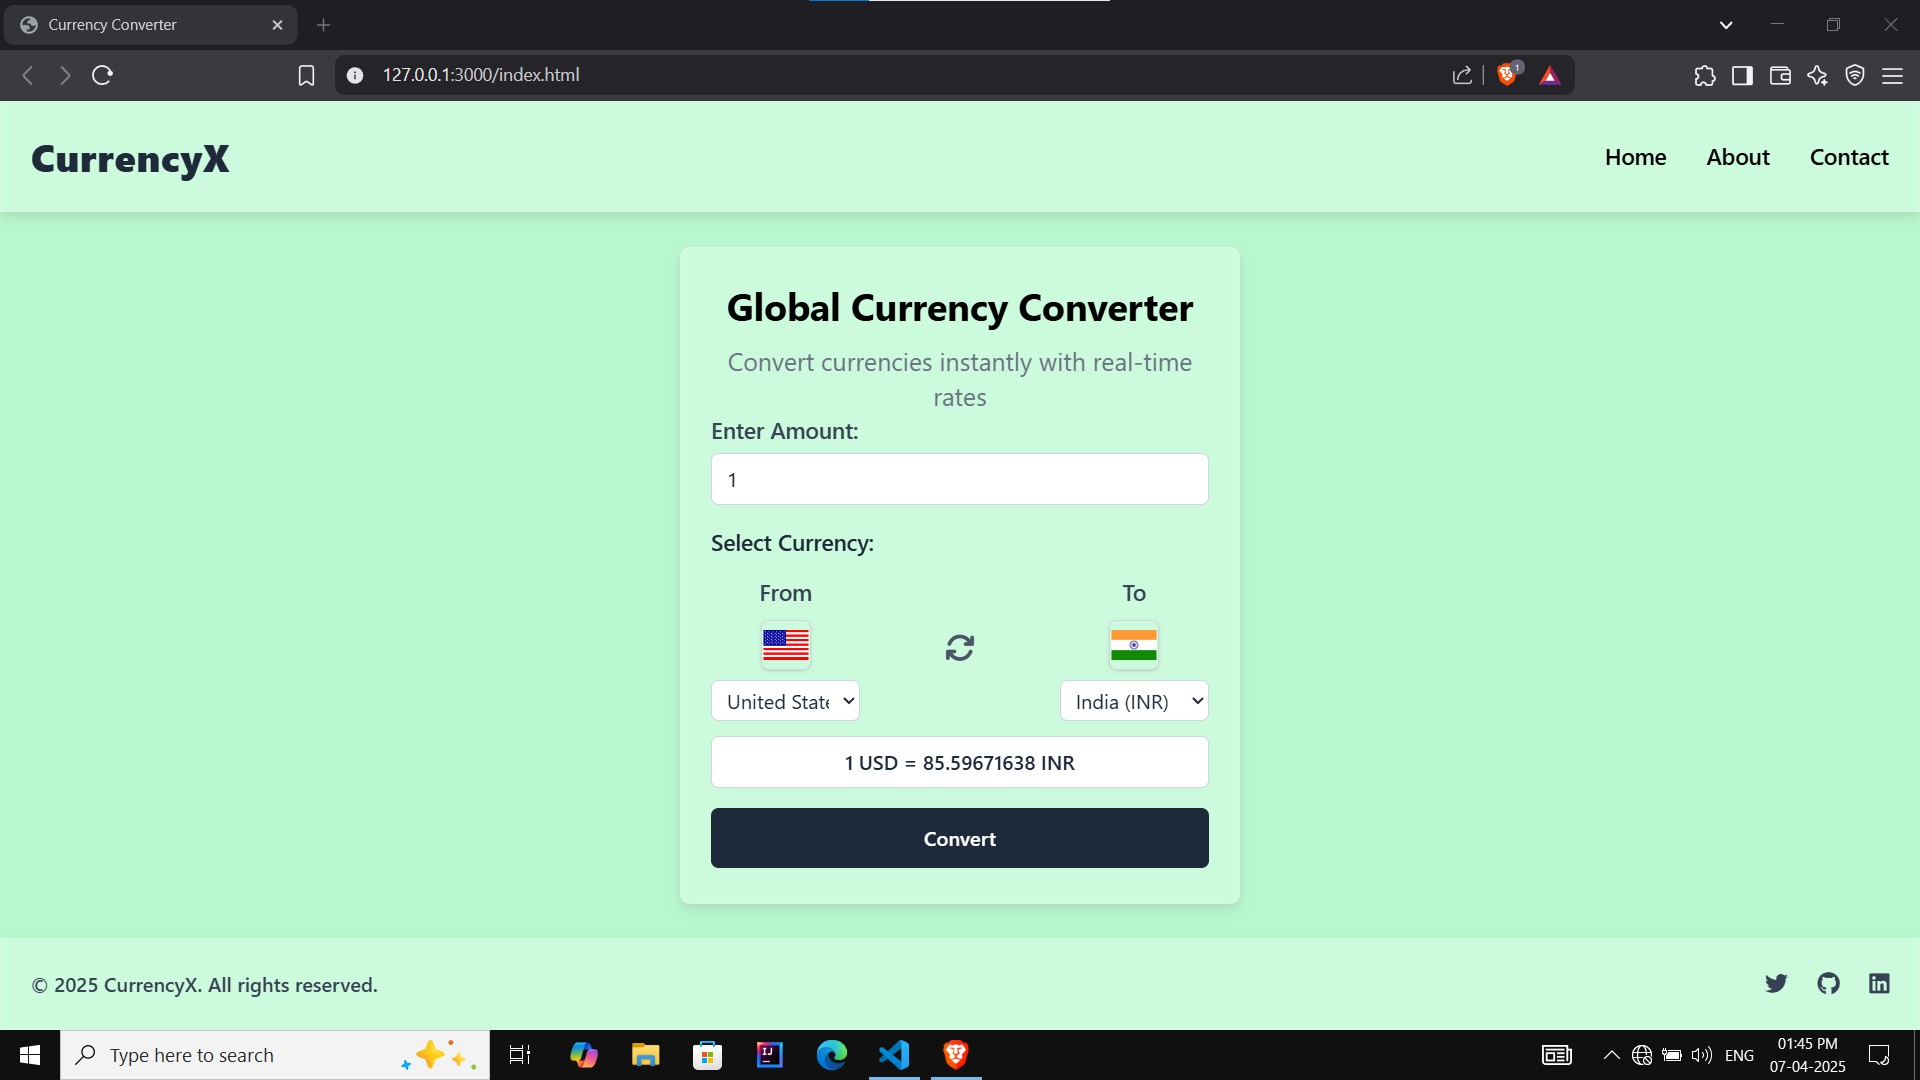 Currency Converter
127.0.0.1:3000/index.html
1
CurrencyX
Home About Contact
Global Currency Converter
Convert currencies instantly with real-time
rates
Enter Amount:
1
Select Currency:
From To
United State India (INR)
1 USD = 85.59671638 INR
Convert
© 2025 CurrencyX. All rights reserved.
Type here to search
IJ
ENG
01:45 PM
07-04-2025